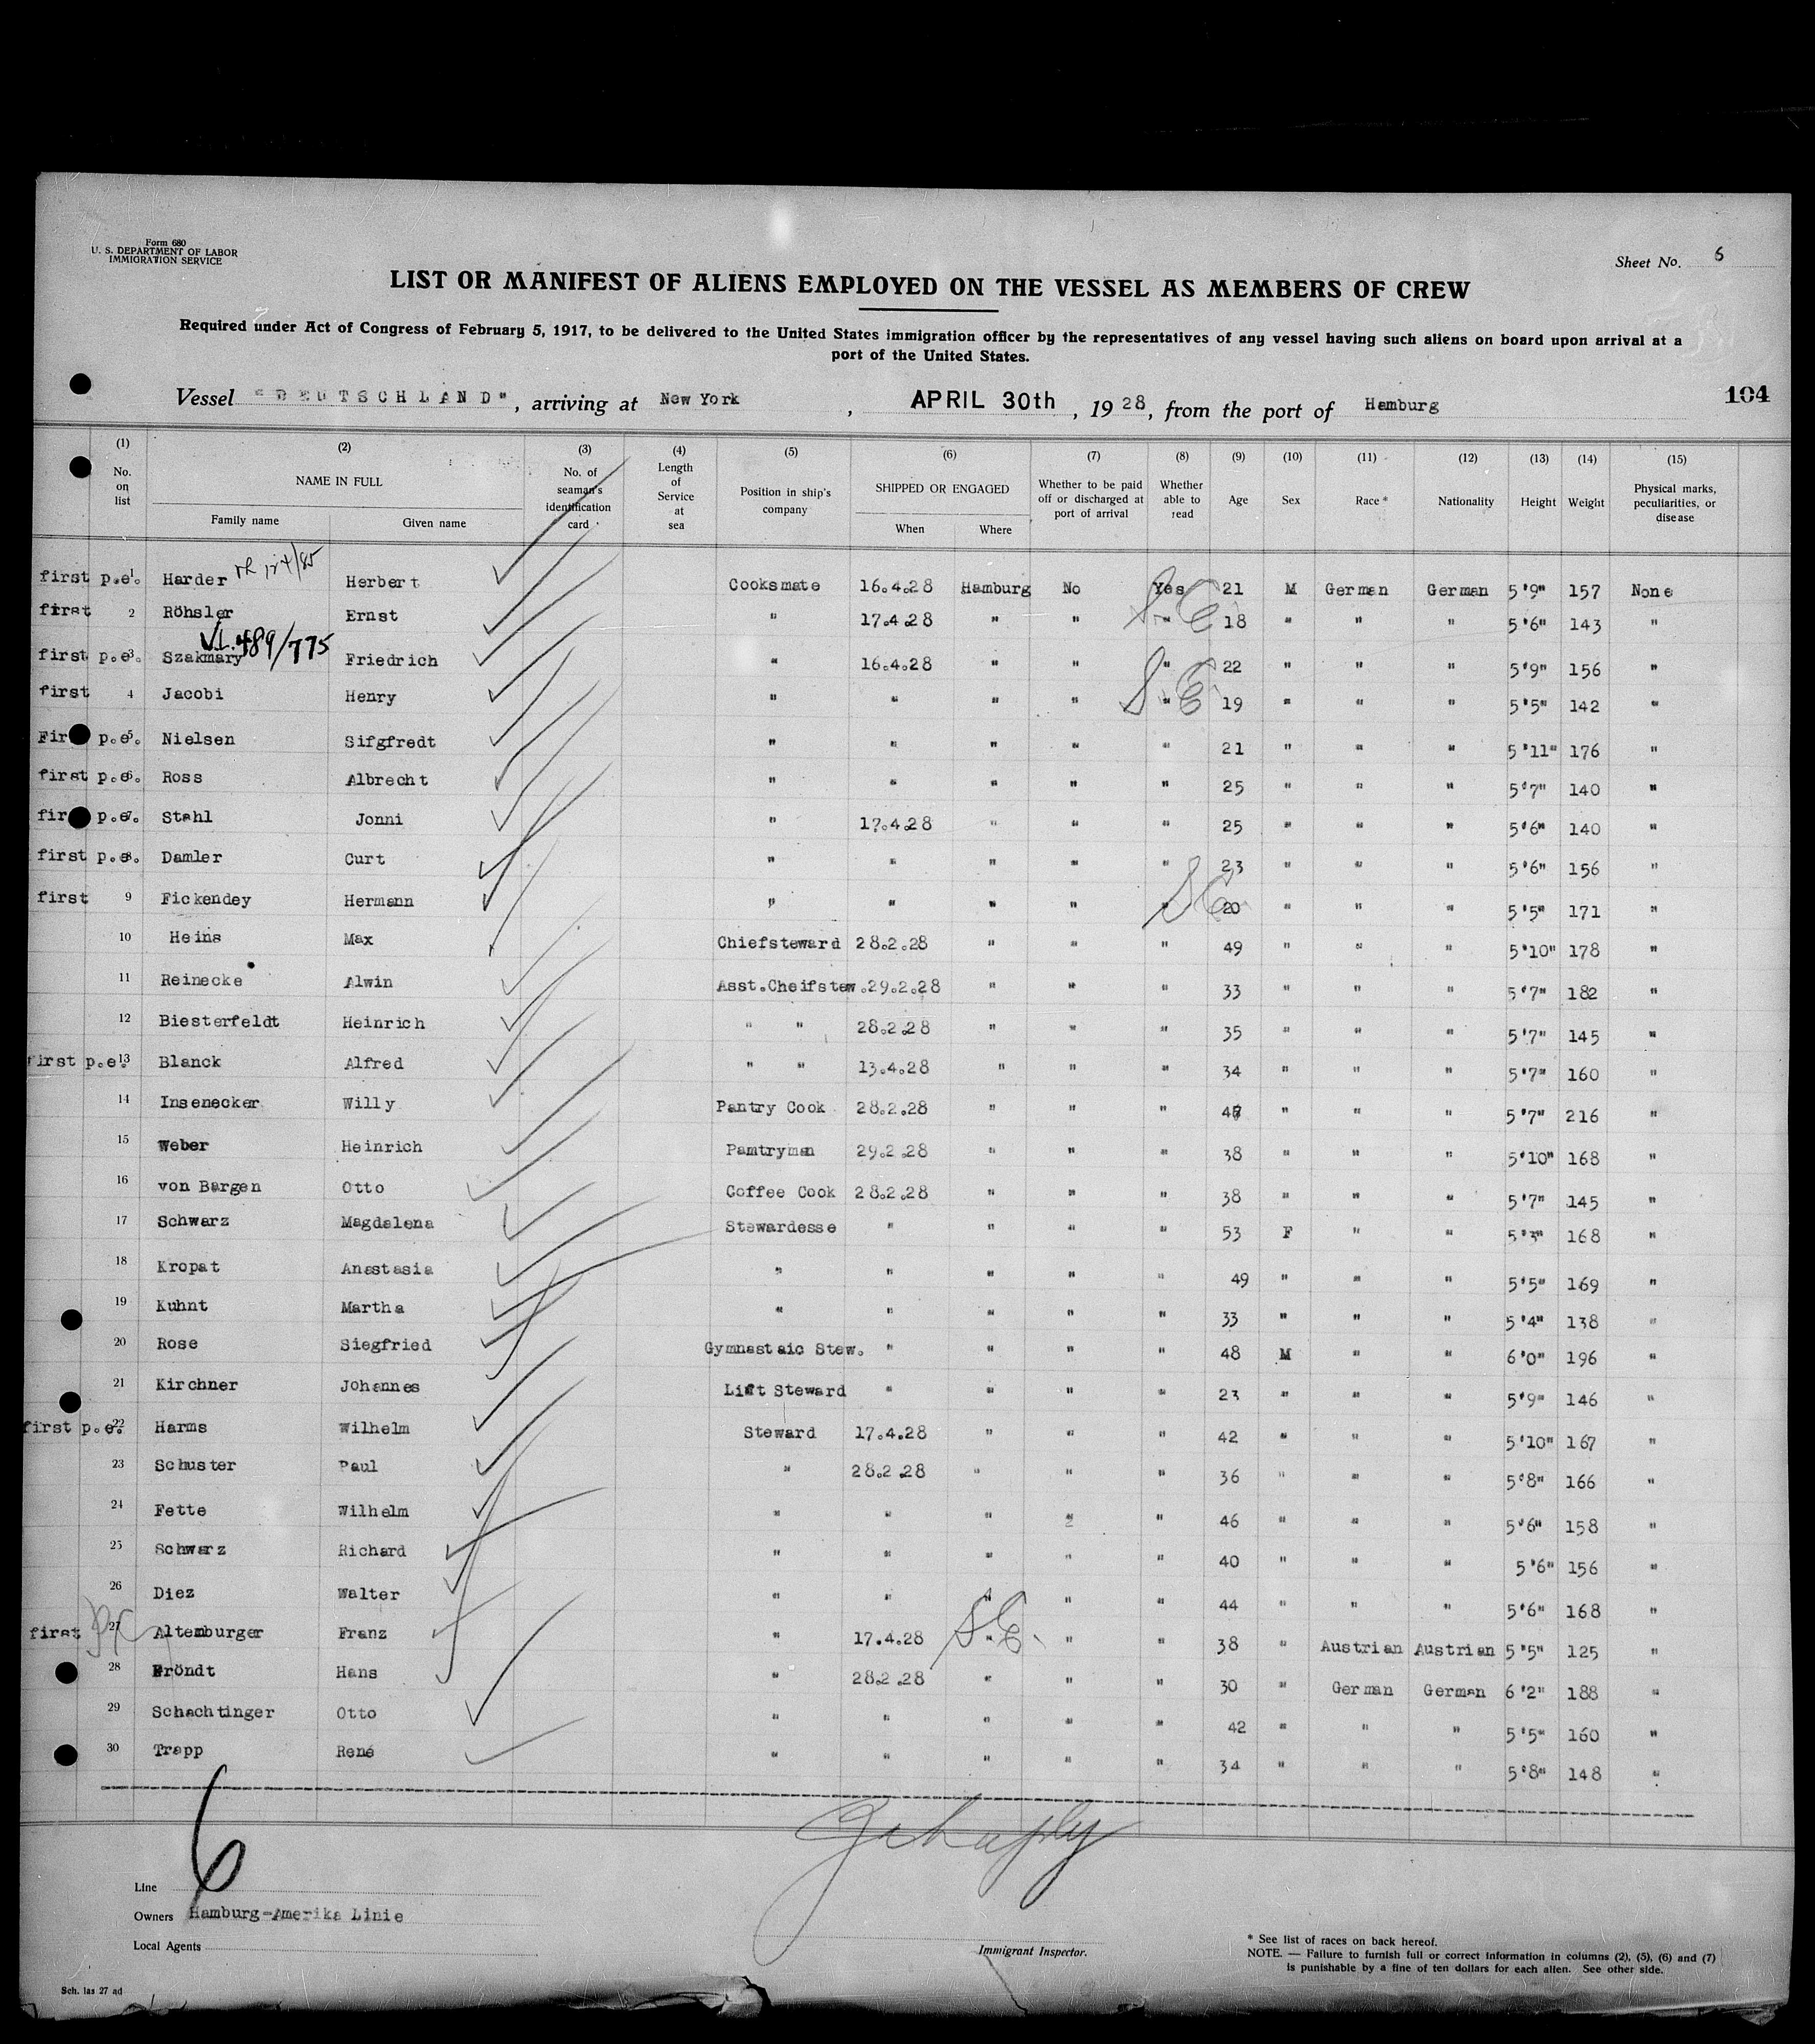 Form 680
U. S. DEPARTMENT OF LABOR
IMMIGRATION SERVICE
Sheet No. 6
LIST OR MANIFEST OF ALIENS EMPLOYED ON THE VESSEL AS MEMBERS OF CREW
Required under Act of Congress of February 5, 1917, to be delivered to the United States immigration officer by the representatives of any vessel having such aliens on board upon arrival at a
port of the United States.
Vessel "DEUTSCHLAND", arriving at New York, APRIL 30th, 1928, from the port of Hamburg
104
(1) No. on list (2) NAME IN FULL Family name Given name (3) No. of seaman's identification card (4) Length of Service at sea (5) Position in ship's company (6) SHIPPED OR ENGAGED When Where (7) Whether to be paid off or discharged at port of arrival (8) Whether able to read (9) Age (10) Sex (11) Race* (12) Nationality (13) Height (14) Weight (15) Physical marks, peculiarities, or disease
first p.e. 1 Harder Herbert Cooksmate 16.4.28 Hamburg No Yes 21 M German German 5'9" 157 None
first 2 Röhsler Ernst " 17.4.28 " " " 18 " " " 5'6" 143 "
V.L. 489/775
first p.e. 3 Szakmary Friedrich " 16.4.28 " " " 22 " " " 5'9" 156 "
first 4 Jacobi Henry " " " " " 19 " " " 5'5" 142 "
First p.e. 5 Nielsen Sifgfredt " " " " " 21 " " " 5'11" 176 "
first p.e. 6 Ross Albrecht " " " " " 25 " " " 5'7" 140 "
first p.e. 7 Stahl Jonni " 17.4.28 " " " 25 " " " 5'6" 140 "
first p.e. 8 Damler Curt " " " " " 23 " " " 5'6" 156 "
first 9 Fickendey Hermann " " " " " 20 " " " 5'5" 171 "
10 Heins Max Chiefsteward 28.2.28 " " " 49 " " " 5'10" 178 "
11 Reinecke Alwin Asst.Cheifstew. 29.2.28 " " " 33 " " " 5'7" 182 "
12 Biesterfeldt Heinrich " " 28.2.28 " " " 35 " " " 5'7" 145 "
first p.e. 13 Blanck Alfred " " 13.4.28 " " " 34 " " " 5'7" 160 "
14 Insenecker Willy Pantry Cook 28.2.28 " " " " " " 5'7" 216 "
15 Weber Heinrich Pamtryman 29.2.28 " " " 38 " " " 5'10" 168 "
16 von Bargen Otto Coffee Cook 28.2.28 " " " 38 " " " 5'7" 145 "
17 Schwarz Magdalena Stewardesse " " " " 53 F " " 5'3" 168 "
18 Kropat Anastasia " " " " " 49 " " " 5'5" 169 "
19 Kuhnt Martha " " " " " 33 " " " 5'4" 138 "
20 Rose Siegfried Gymnastaic Stew. " " " " 48 M " " 6'0" 196 "
21 Kirchner Johannes Lift Steward " " " " 23 " " " 5'9" 146 "
first p.e. 22 Harms Wilhelm Steward 17.4.28 " " " 42 " " " 5'10" 167 "
23 Schuster Paul " 28.2.28 " " " 36 " " " 5'8" 166 "
24 Fette Wilhelm " " " " " 46 " " " 5'6" 158 "
25 Schwarz Richard " " " " " 40 " " " 5'6" 156 "
26 Diez Walter " " " " " 44 " " " 5'6" 168 "
first 27 Altemburger Franz " 17.4.28 " " " 38 " Austrian Austrian 5'5" 125 "
28 Fröndt Hans " 28.2.28 " " " 30 " German German 6'2" 188 "
29 Schachtinger Otto " " " " " 42 " " " 5'5" 160 "
30 Trapp René " " " " " 34 " " " 5'8" 148 "
6
Line
Owners Hamburg-Amerika Linie
Local Agents
Immigrant Inspector.
* See list of races on back hereof.
NOTE. — Failure to furnish full or correct information in columns (2), (5), (6) and (7)
is punishable by a fine of ten dollars for each alien. See other side.
Sch. las 27 ad